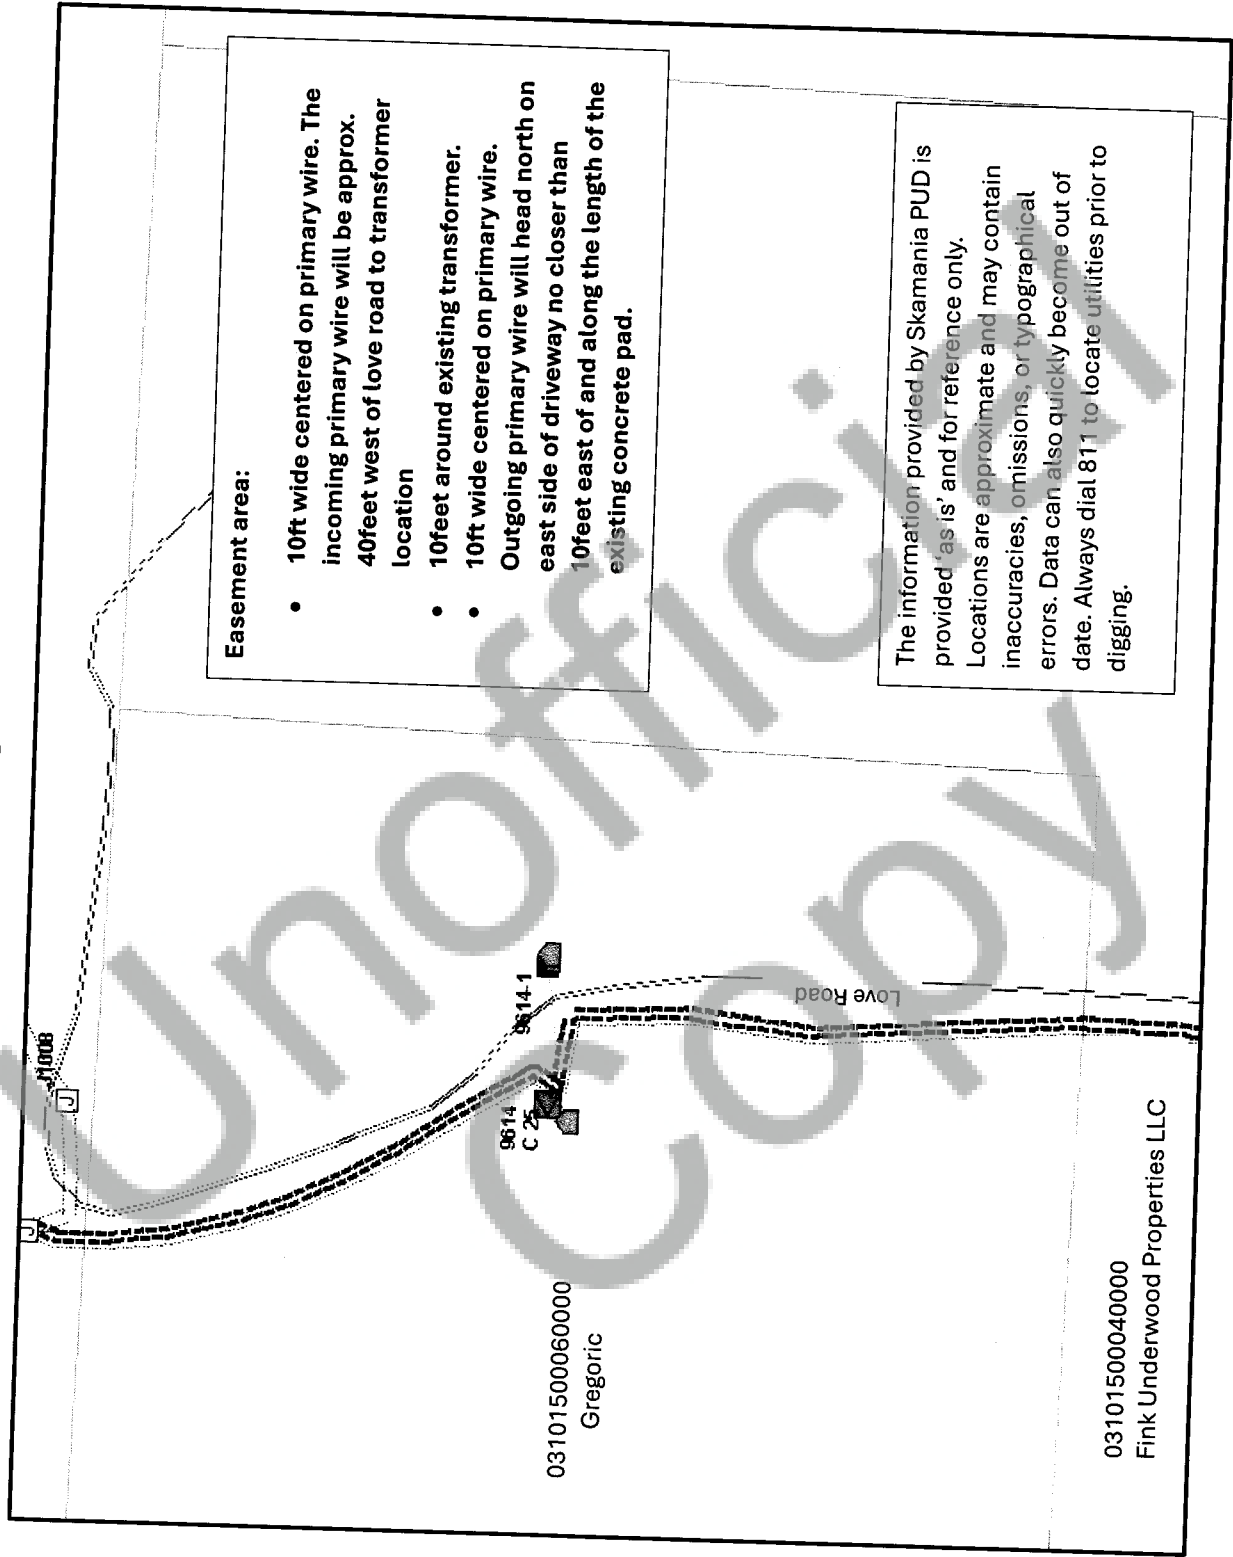 Easement area:
• 10ft wide centered on primary wire. The
incoming primary wire will be approx.
40feet west of love road to transformer
location
• 10feet around existing transformer.
• 10ft wide centered on primary wire.
Outgoing primary wire will head north on
east side of driveway no closer than
10feet east of and along the length of the
existing concrete pad.
The information provided by Skamania PUD is
provided 'as is' and for reference only.
Locations are approximate and may contain
inaccuracies, omissions, or typographical
errors. Data can also quickly become out of
date. Always dial 811 to locate utilities prior to
digging.
J
J1008
J
9614
C 25
9614-1
Love Road
03101500060000
Gregoric
03101500040000
Fink Underwood Properties LLC
Unofficial
Copy